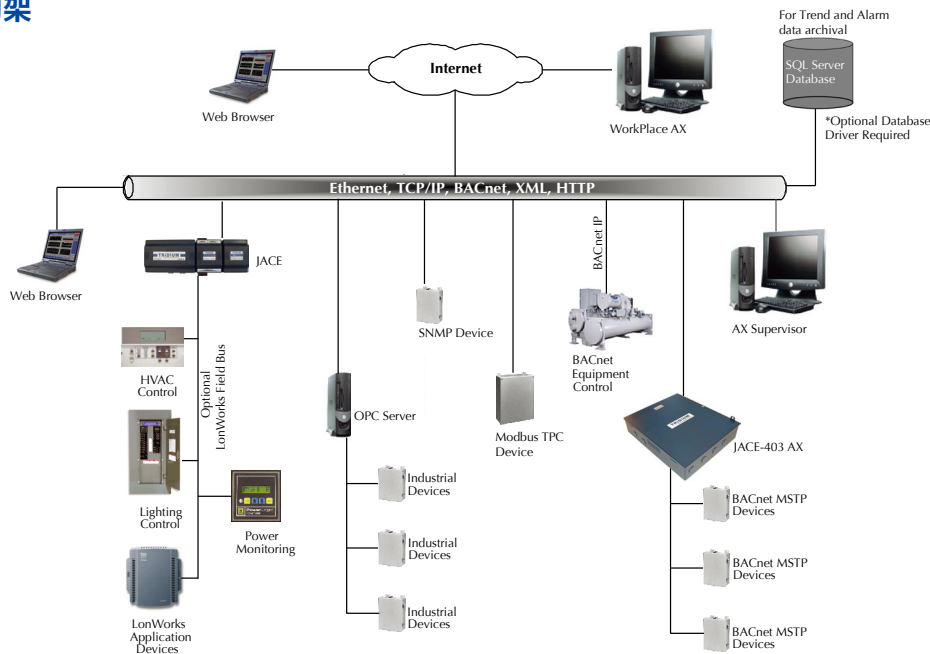 架
For Trend and Alarm
data archival
Internet
SQL Server
Database
Web Browser
WorkPlace AX
*Optional Database
Driver Required
Ethernet, TCP/IP, BACnet, XML, HTTP
BACnet IP
TRIDIUM
JACE
Web Browser
SNMP Device
AX Supervisor
HVAC
Control
Optional
LonWorks Field Bus
BACnet
Equipment
Control
OPC Server
Modbus TPC
Device
TRIDIUM
JACE-403 AX
Lighting
Control
Power
Monitoring
Industrial
Devices
BACnet MSTP
Devices
Industrial
Devices
BACnet MSTP
Devices
LonWorks
Application
Devices
Industrial
Devices
BACnet MSTP
Devices